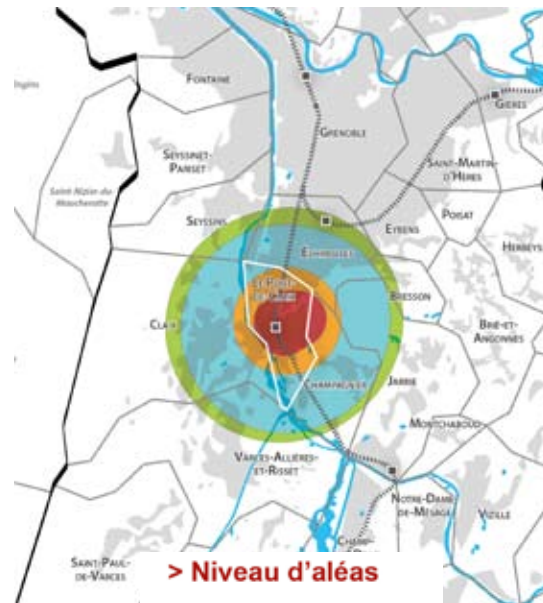 Engins
FONTAINE
GIÈRES
GRENOBLE
SEYSSINET-
PARISET
SAINT-MARTIN-
D'HÈRES
Saint-Nizier du
Moucherotte
SEYSSINS
POISAT
EYBENS
ECHIROLLES
HERBEYS
LE PONT-
DE-CLAIX
BRESSON
CLAIX
BRIÉ-ET-
ANGONNES
CHAMPAGNIER
JARRIE
MONTCHABOUD
VARCES-ALLIÈRES-
ET-RISSET
NOTRE-DAME
DE-MÉSAGE
VIZILLE
SAINT-PAUL-
DE-VARCES
> Niveau d'aléas